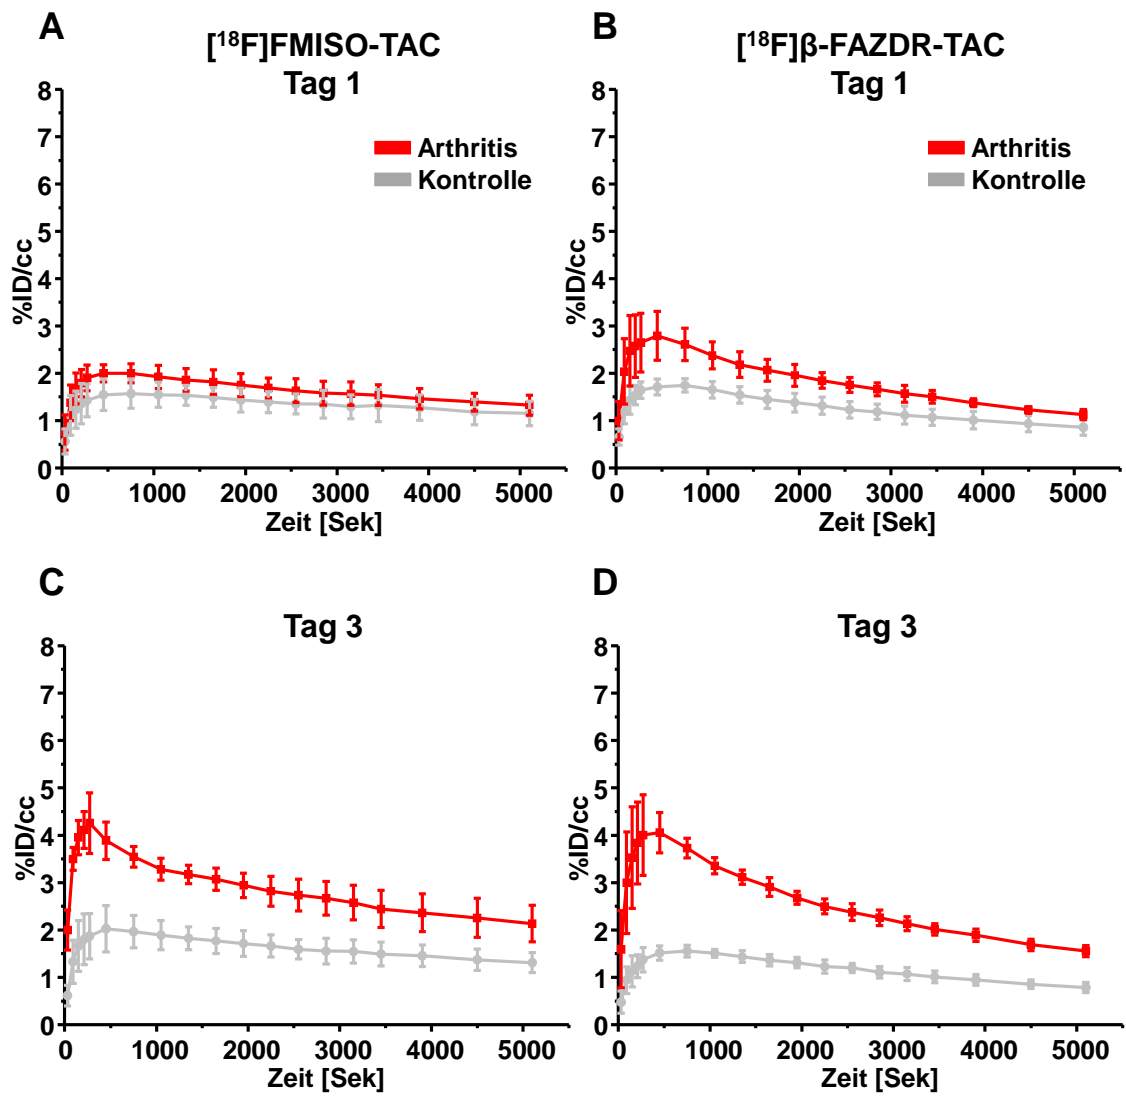 A
[¹⁸F]FMISO-TAC
Tag 1
8
7
6
5
4
3
2
1
0
%ID/cc
Arthritis
Kontrolle
0 1000 2000 3000 4000 5000
Zeit [Sek]
B
[¹⁸F]β-FAZDR-TAC
Tag 1
8
7
6
5
4
3
2
1
0
%ID/cc
Arthritis
Kontrolle
0 1000 2000 3000 4000 5000
Zeit [Sek]
C
Tag 3
8
7
6
5
4
3
2
1
0
%ID/cc
0 1000 2000 3000 4000 5000
Zeit [Sek]
D
Tag 3
8
7
6
5
4
3
2
1
0
%ID/cc
0 1000 2000 3000 4000 5000
Zeit [Sek]